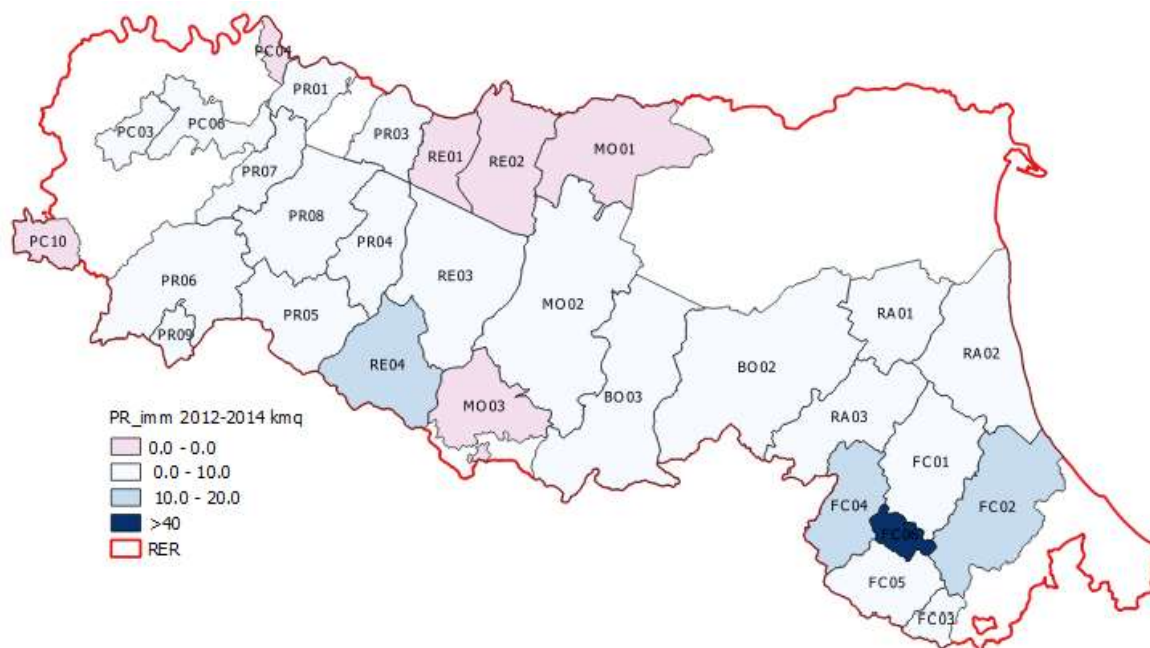 PC04
PR01
PC03
PC06
PR03
RE01
RE02
MO01
PR07
PR08
PC10
PR04
RE03
PR06
MO02
PR05
PR09
RA01
RA02
RE04
BO02
BO03
MO03
RA03
FC01
FC04
FC02
FC06
FC05
FC03
PR_imm 2012-2014 kmq
0.0 - 0.0
0.0 - 10.0
10.0 - 20.0
>40
RER